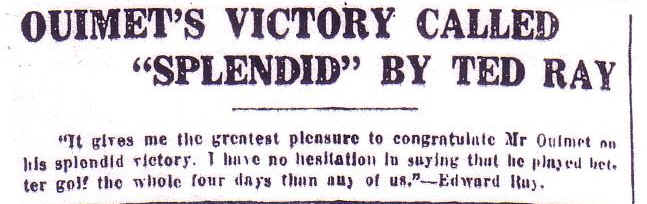 OUIMET'S VICTORY CALLED
"SPLENDID" BY TED RAY
"It gives me the greatest pleasure to congratulate Mr Ouimet on
his splendid victory. I have no hesitation in saying that he played bet-
ter golf the whole four days than any of us."—Edward Ray.